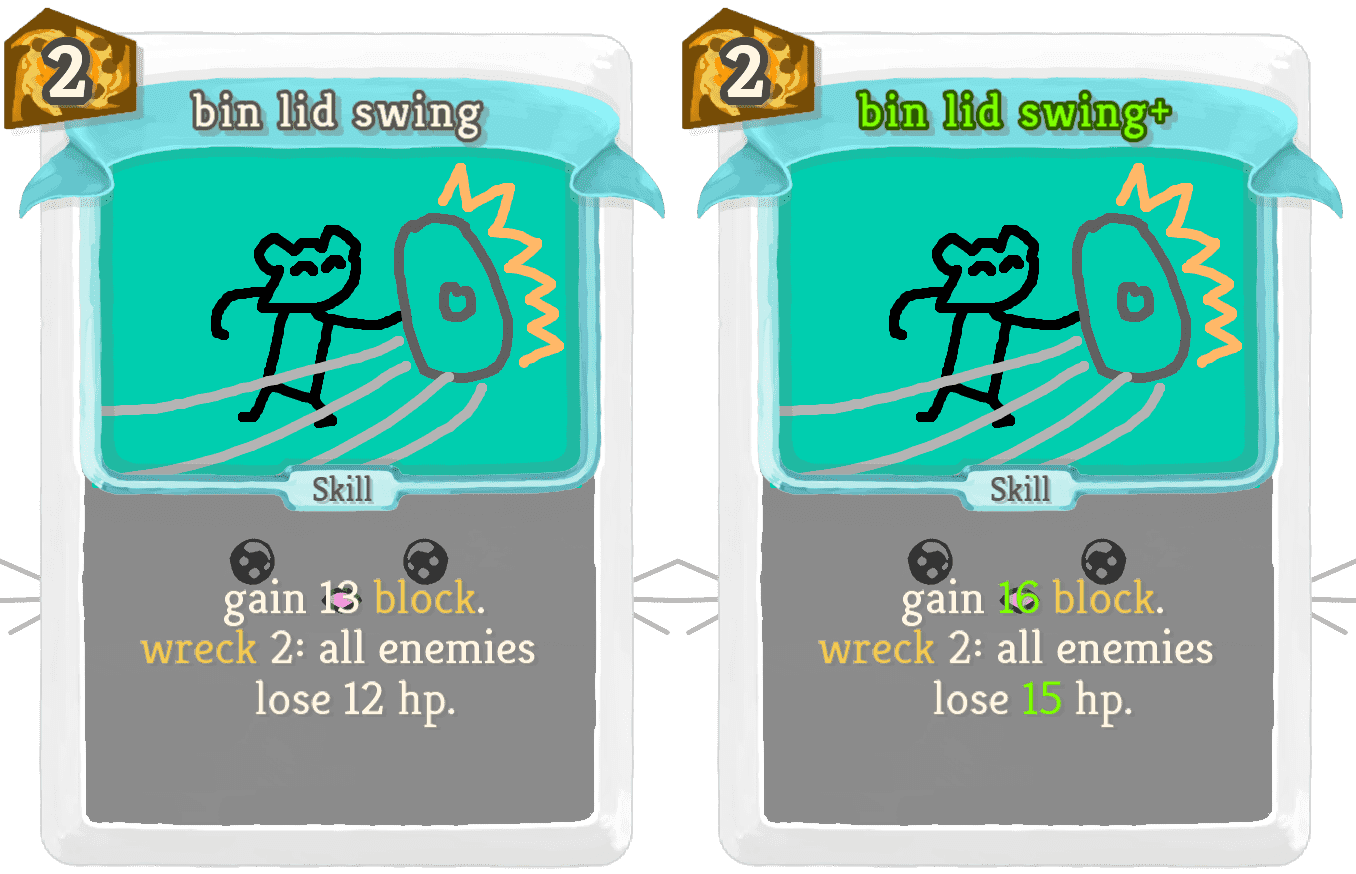 2
bin lid swing
Skill
gain 13 block.
wreck 2: all enemies
lose 12 hp.
2
bin lid swing+
Skill
gain 16 block.
wreck 2: all enemies
lose 15 hp.